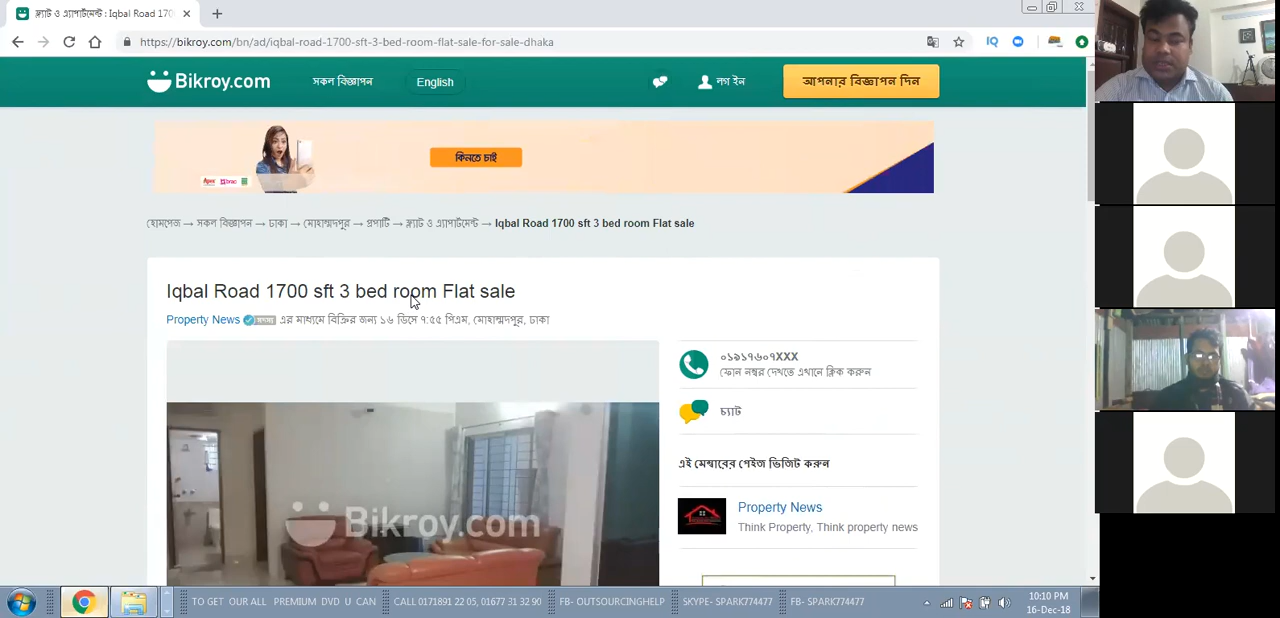 ফ্ল্যাট ও এ্যাপার্টমেন্ট : Iqbal Road 170
https://bikroy.com/bn/ad/iqbal-road-1700-sft-3-bed-room-flat-sale-for-sale-dhaka
IQ
Bikroy.com সকল বিজ্ঞাপন English লগ ইন আপনার বিজ্ঞাপন দিন
কিনতে চাই
হোমপেজ → সকল বিজ্ঞাপন → ঢাকা → মোহাম্মদপুর → প্রপার্টি → ফ্ল্যাট ও এ্যাপার্টমেন্ট → Iqbal Road 1700 sft 3 bed room Flat sale
Iqbal Road 1700 sft 3 bed room Flat sale
Property News এর মাধ্যমে বিক্রির জন্য ১৬ ডিসে ৭:৫৫ পিএম, মোহাম্মদপুর, ঢাকা
০১৯১৭৬০৭XXX
ফোন নম্বর দেখতে এখানে ক্লিক করুন
চ্যাট
এই মেম্বারের পেইজ ভিজিট করুন
Property News
Think Property, Think property news
Bikroy.com
TO GET OUR ALL PREMIUM DVD U CAN CALL 0171891 22 05, 01677 31 32 90 FB- OUTSOURCINGHELP SKYPE- SPARK774477 FB- SPARK774477
10:10 PM
16-Dec-18